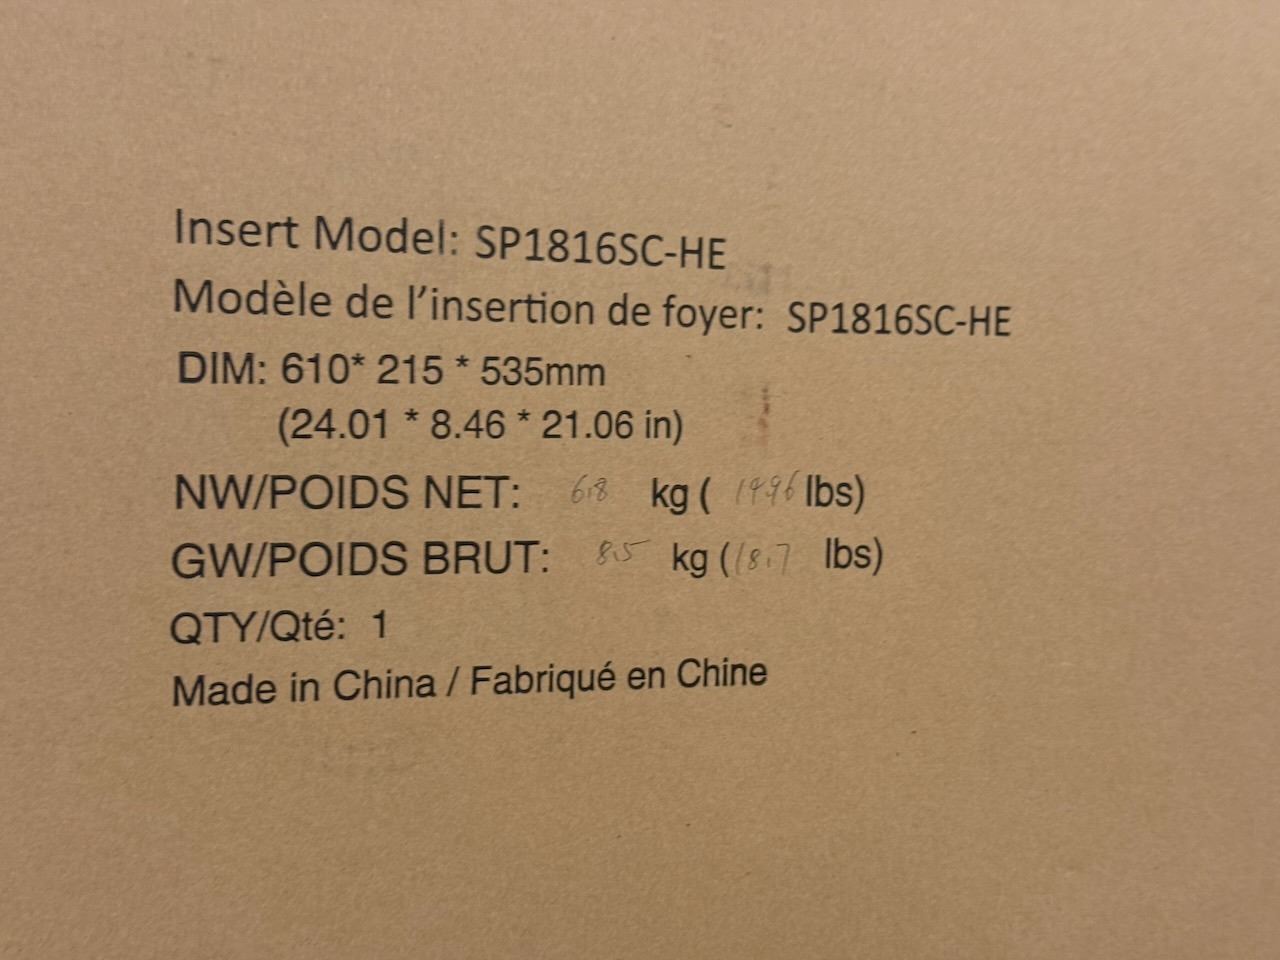 Insert Model: SP1816SC-HE
Modèle de l'insertion de foyer: SP1816SC-HE
DIM: 610* 215 * 535mm
(24.01 * 8.46 * 21.06 in)
NW/POIDS NET: 6.8 kg ( 14.96 lbs)
GW/POIDS BRUT: 8.5 kg (18.7 lbs)
QTY/Qté: 1
Made in China / Fabriqué en Chine